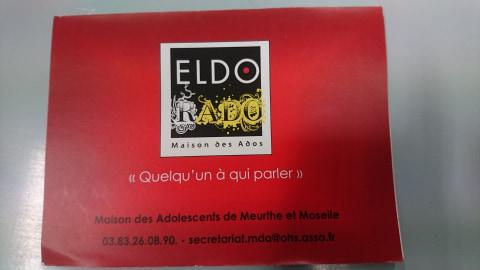 ELDO
RADO
Maison des Ados
« Quelqu'un à qui parler »
Maison des Adolescents de Meurthe et Moselle
03.83.26.08.90. - secretariat.mda@ohs.asso.fr